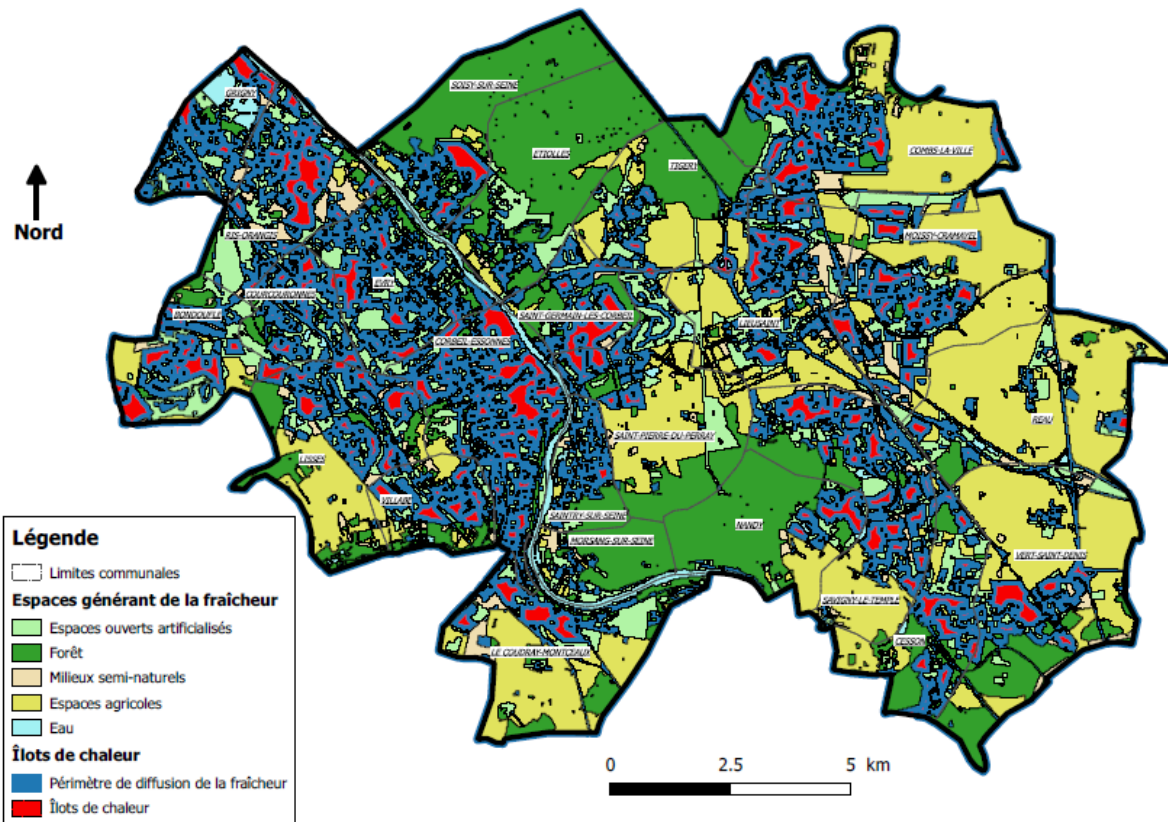 SOISY-SUR-SEINE
GRIGNY
ETIOLLES
COMBS-LA-VILLE
TIGERY
Nord
RIS-ORANGIS
MOISSY-CRAMAYEL
EVRY
COURCOURONNES
BONDOUFLE
SAINT-GERMAIN-LES-CORBEIL
LIEUSAINT
CORBEIL-ESSONNES
REAU
SAINT-PIERRE-DU-PERRAY
LISSES
VILLABE
SAINTRY-SUR-SEINE
NANDY
MORSANG-SUR-SEINE
VERT-SAINT-DENIS
SAVIGNY-LE-TEMPLE
CESSON
LE COUDRAY-MONTCEAUX
Légende
Limites communales
Espaces générant de la fraîcheur
Espaces ouverts artificialisés
Forêt
Milieux semi-naturels
Espaces agricoles
Eau
Îlots de chaleur
Périmètre de diffusion de la fraîcheur
Îlots de chaleur
0 2.5 5 km